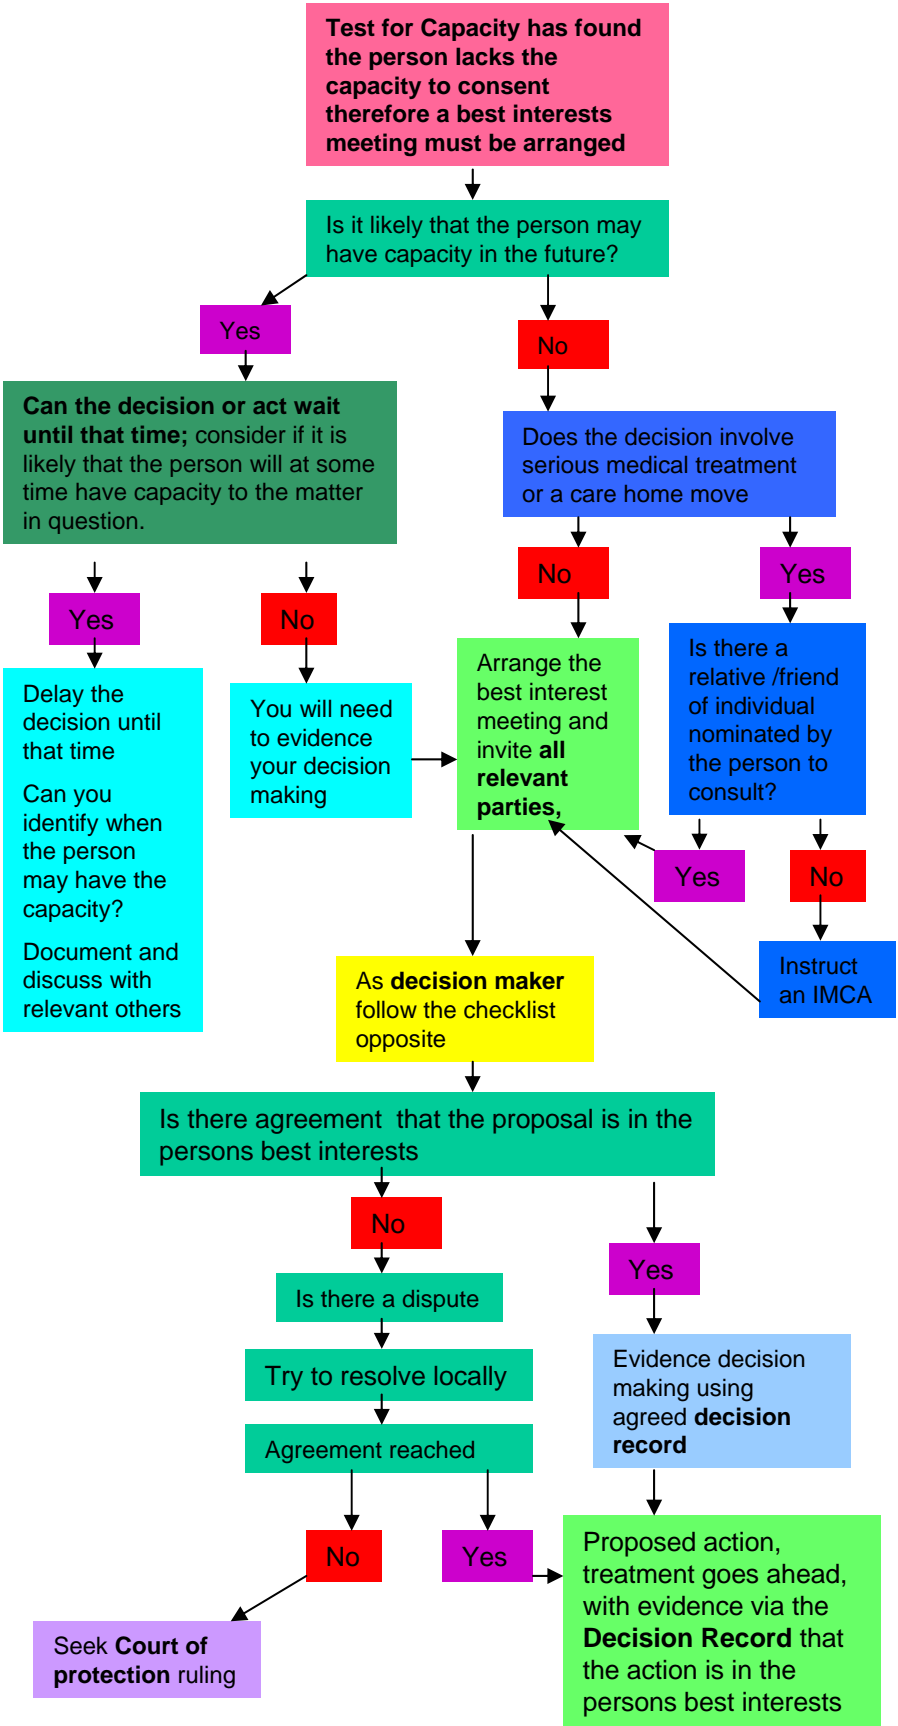 Test for Capacity has found
the person lacks the
capacity to consent
therefore a best interests
meeting must be arranged
Is it likely that the person may
have capacity in the future?
Yes
No
Can the decision or act wait
until that time; consider if it is
likely that the person will at some
time have capacity to the matter
in question.
Does the decision involve
serious medical treatment
or a care home move
No
Yes
Yes
No
Delay the
decision until
that time
Can you
identify when
the person
may have the
capacity?
Document and
discuss with
relevant others
You will need
to evidence
your decision
making
Arrange the
best interest
meeting and
invite all
relevant
parties,
Is there a
relative /friend
of individual
nominated by
the person to
consult?
Yes
No
Instruct
an IMCA
As decision maker
follow the checklist
opposite
Is there agreement  that the proposal is in the
persons best interests
No
Yes
Is there a dispute
Try to resolve locally
Agreement reached
Evidence decision
making using
agreed decision
record
No
Yes
Proposed action,
treatment goes ahead,
with evidence via the
Decision Record that
the action is in the
persons best interests
Seek Court of
protection ruling